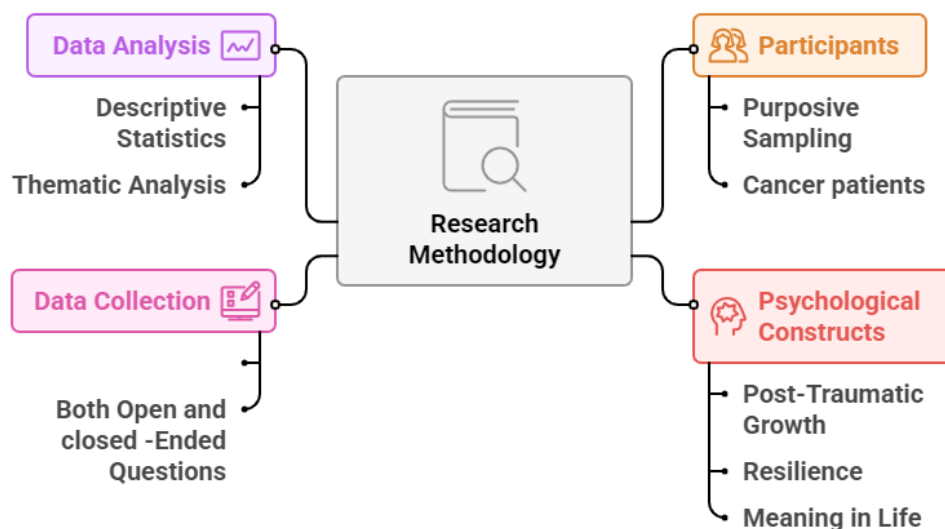 Data Analysis
Descriptive
Statistics
Thematic Analysis
Data Collection
Both Open and
closed -Ended
Questions
Research
Methodology
Participants
Purposive
Sampling
Cancer patients
Psychological
Constructs
Post-Traumatic
Growth
Resilience
Meaning in Life